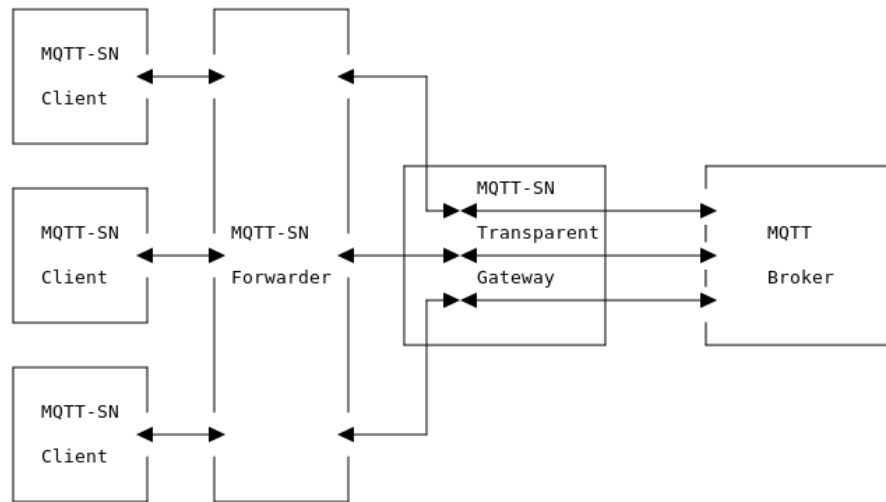 MQTT-SN
Client
MQTT-SN
Transparent
Gateway
MQTT-SN
Client
MQTT-SN
Forwarder
MQTT
Broker
MQTT-SN
Client